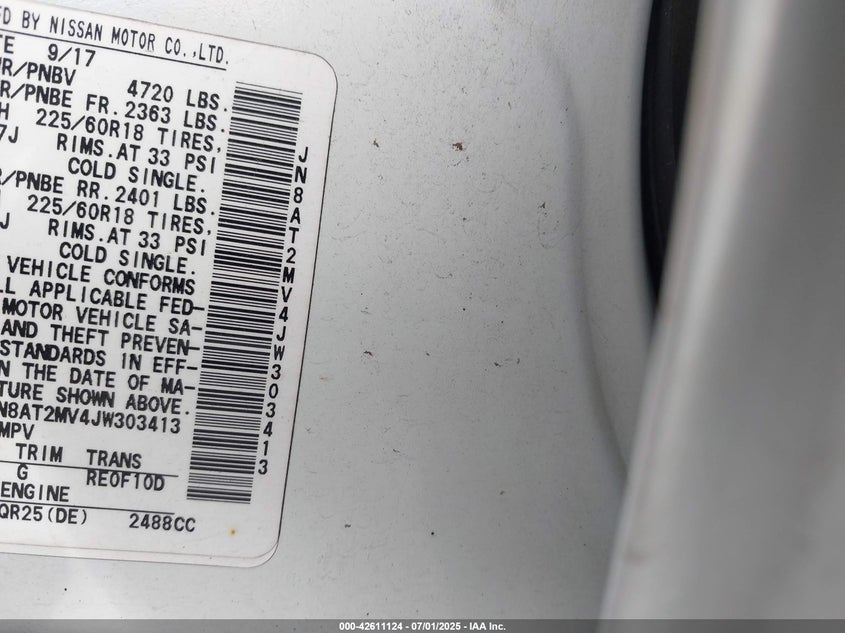 FD BY NISSAN MOTOR CO.,LTD.
TE 9/17
R/PNBV 4720 LBS.
R/PNBE FR. 2363 LBS.
H 225/60R18 TIRES,
7J RIMS. AT 33 PSI
COLD SINGLE.
R/PNBE RR. 2401 LBS.
225/60R18 TIRES,
J RIMS. AT 33 PSI
COLD SINGLE.
VEHICLE CONFORMS
LL APPLICABLE FED-
MOTOR VEHICLE SA-
AND THEFT PREVEN-
STANDARDS IN EFF-
N THE DATE OF MA-
TURE SHOWN ABOVE.
N8AT2MV4JW303413
MPV
TRIM TRANS
G RE0F10D
ENGINE
QR25(DE) 2488CC
JN8AT2MV4JW303413
000-42611124 - 07/01/2025 - IAA Inc.